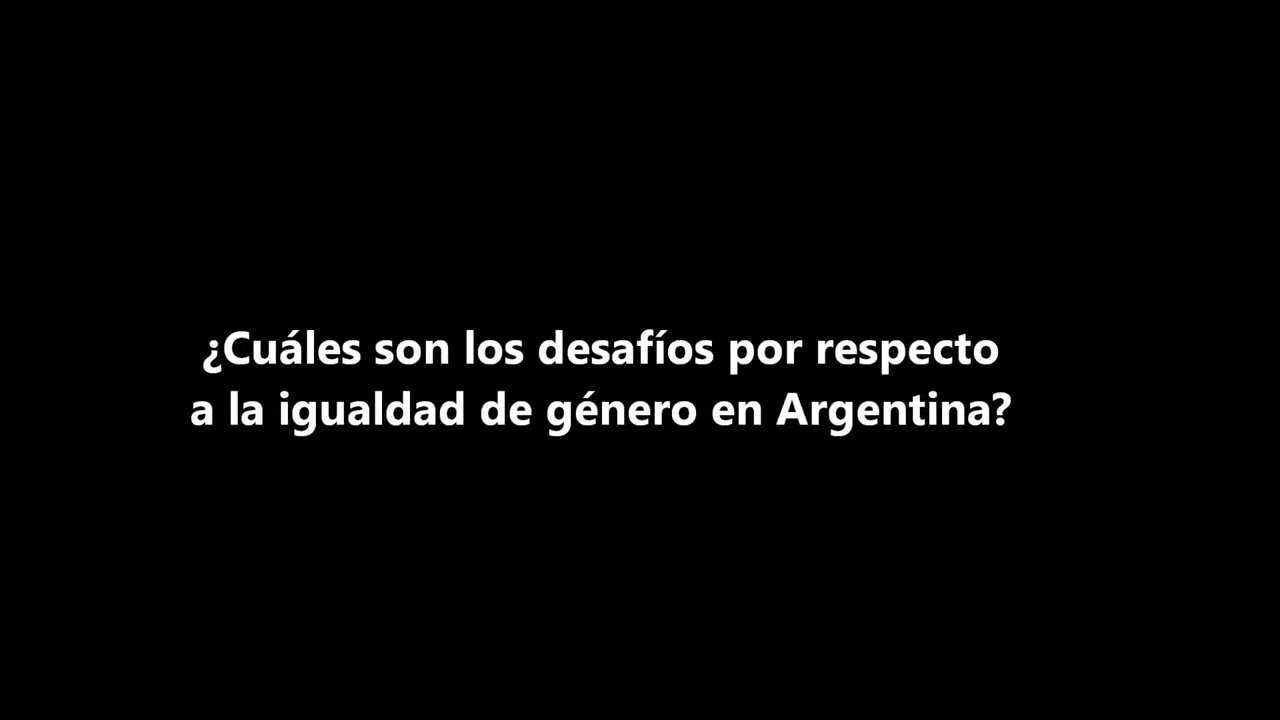 ¿Cuáles son los desafíos por respecto
a la igualdad de género en Argentina?